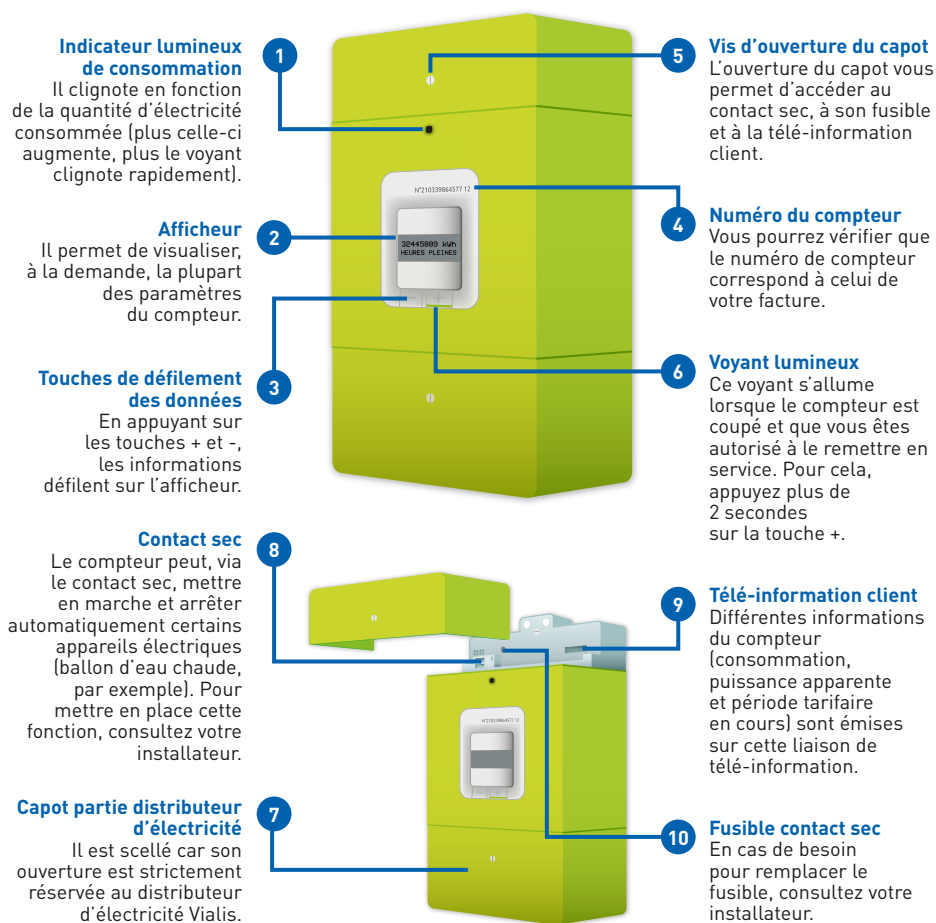 1
Indicateur lumineux
de consommation
Il clignote en fonction
de la quantité d’électricité
consommée (plus celle-ci
augmente, plus le voyant
clignote rapidement).
2
Afficheur
Il permet de visualiser,
à la demande, la plupart
des paramètres
du compteur.
3
Touches de défilement
des données
En appuyant sur
les touches + et -,
les informations
défilent sur l’afficheur.
N°210339864577 12
32445889 kWh
HEURES PLEINES
- +
5
Vis d’ouverture du capot
L’ouverture du capot vous
permet d’accéder au
contact sec, à son fusible
et à la télé-information
client.
4
Numéro du compteur
Vous pourrez vérifier que
le numéro de compteur
correspond à celui de
votre facture.
6
Voyant lumineux
Ce voyant s’allume
lorsque le compteur est
coupé et que vous êtes
autorisé à le remettre en
service. Pour cela,
appuyez plus de
2 secondes
sur la touche +.
8
Contact sec
Le compteur peut, via
le contact sec, mettre
en marche et arrêter
automatiquement certains
appareils électriques
(ballon d’eau chaude,
par exemple). Pour
mettre en place cette
fonction, consultez votre
installateur.
7
Capot partie distributeur
d’électricité
Il est scellé car son
ouverture est strictement
réservée au distributeur
d’électricité Vialis.
N°210339864577 12
- +
9
Télé-information client
Différentes informations
du compteur
(consommation,
puissance apparente
et période tarifaire
en cours) sont émises
sur cette liaison de
télé-information.
10
Fusible contact sec
En cas de besoin
pour remplacer le
fusible, consultez votre
installateur.